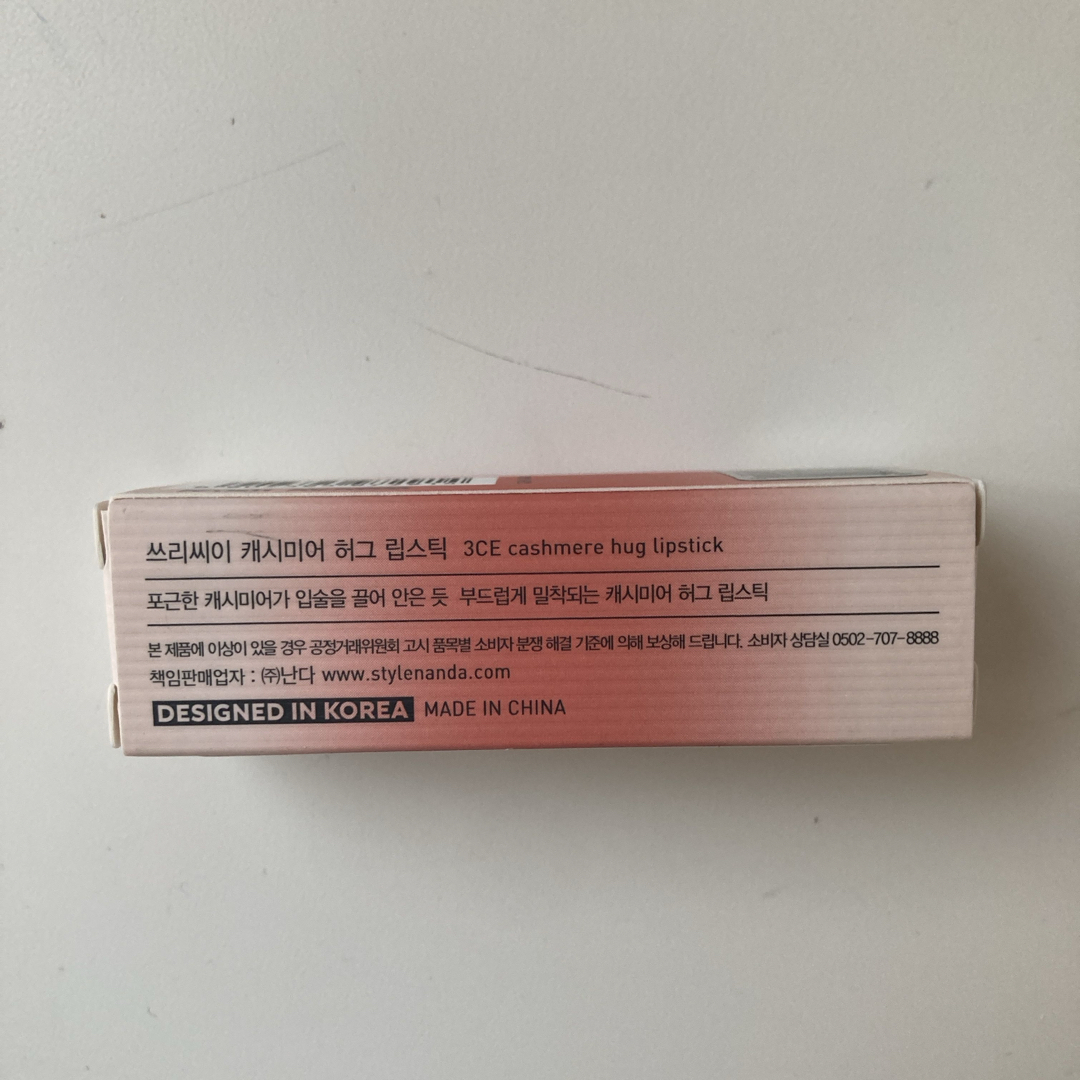 쓰리씨이 캐시미어 허그 립스틱 3CE cashmere hug lipstick
포근한 캐시미어가 입술을 끌어 안은 듯 부드럽게 밀착되는 캐시미어 허그 립스틱
본 제품에 이상이 있을 경우 공정거래위원회 고시 품목별 소비자 분쟁 해결 기준에 의해 보상해 드립니다. 소비자 상담실 0502-707-8888
책임판매업자 : ㈜난다 www.stylenanda.com
DESIGNED IN KOREA MADE IN CHINA